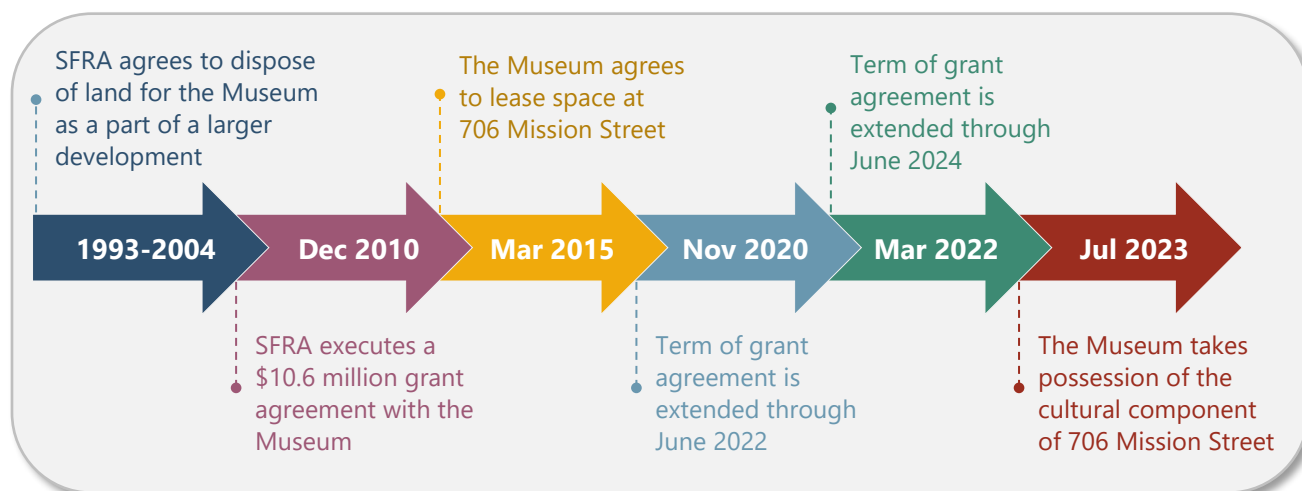 SFRA agrees to dispose
of land for the Museum
as a part of a larger
development
The Museum agrees
to lease space at
706 Mission Street
Term of grant
agreement is
extended through
June 2024
1993-2004
Dec 2010
Mar 2015
Nov 2020
Mar 2022
Jul 2023
SFRA executes a
$10.6 million grant
agreement with the
Museum
Term of grant
agreement is
extended through
June 2022
The Museum takes
possession of the
cultural component
of 706 Mission Street